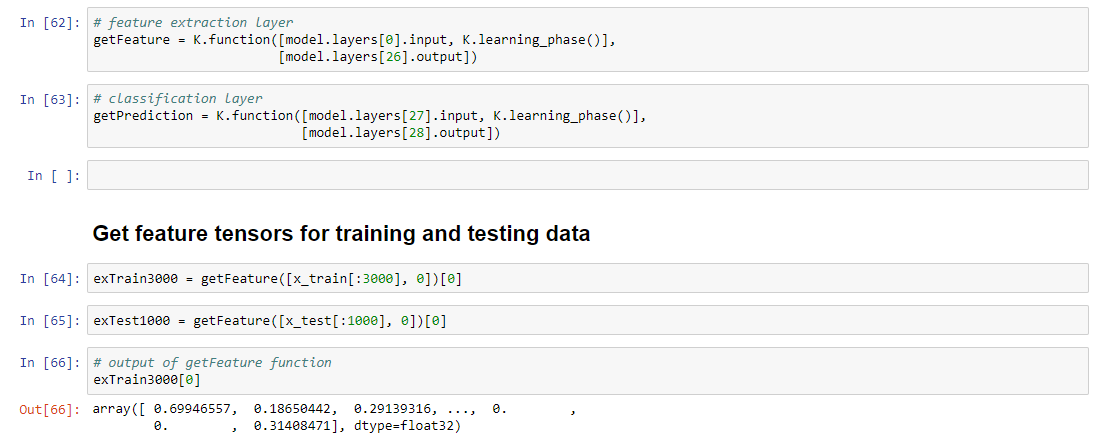 In [62]: # feature extraction layer
getFeature = K.function([model.layers[0].input, K.learning_phase()],
[model.layers[26].output])
In [63]: # classification layer
getPrediction = K.function([model.layers[27].input, K.learning_phase()],
[model.layers[28].output])
In [ ]:
Get feature tensors for training and testing data
In [64]: exTrain3000 = getFeature([x_train[:3000], 0])[0]
In [65]: exTest1000 = getFeature([x_test[:1000], 0])[0]
In [66]: # output of getFeature function
exTrain3000[0]
Out[66]: array([ 0.69946557, 0.18650442, 0.29139316, ..., 0. ,
0. , 0.31408471], dtype=float32)